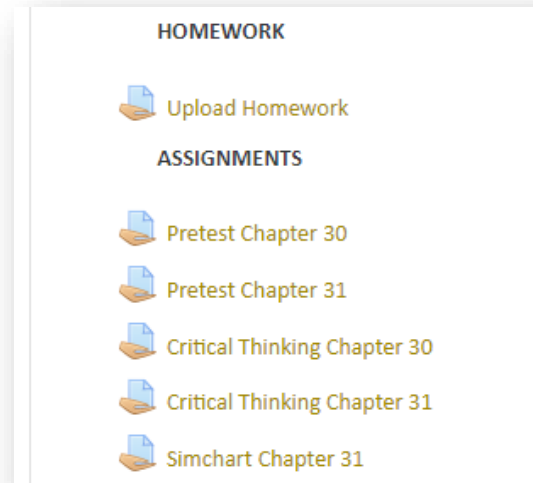 HOMEWORK
Upload Homework
ASSIGNMENTS
Pretest Chapter 30
Pretest Chapter 31
Critical Thinking Chapter 30
Critical Thinking Chapter 31
Simchart Chapter 31